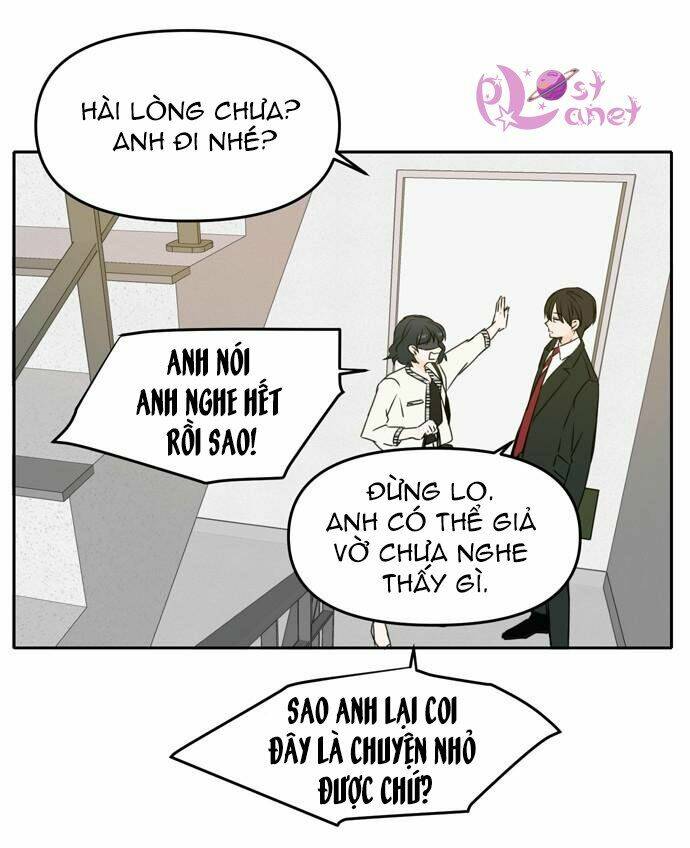 Lost
Planet
HÀI LÒNG CHƯA?
ANH ĐI NHÉ?
ANH NÓI
ANH NGHE HẾT
RỒI SAO!
ĐỪNG LO.
ANH CÓ THỂ GIẢ
VỜ CHƯA NGHE
THẤY GÌ.
SAO ANH LẠI COI
ĐÂY LÀ CHUYỆN NHỎ
ĐƯỢC CHỨ?